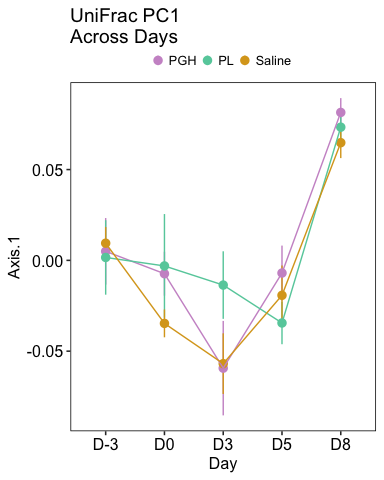 UniFrac PC1
Across Days
PGH PL Saline
0.05
0.00
-0.05
Axis.1
D-3 D0 D3 D5 D8
Day